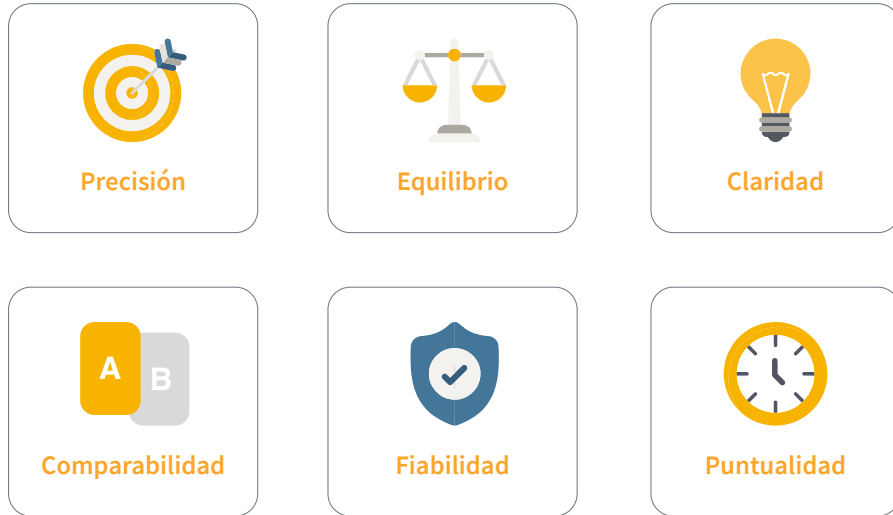 Precisión
Equilibrio
Claridad
A
B
Comparabilidad
Fiabilidad
Puntualidad